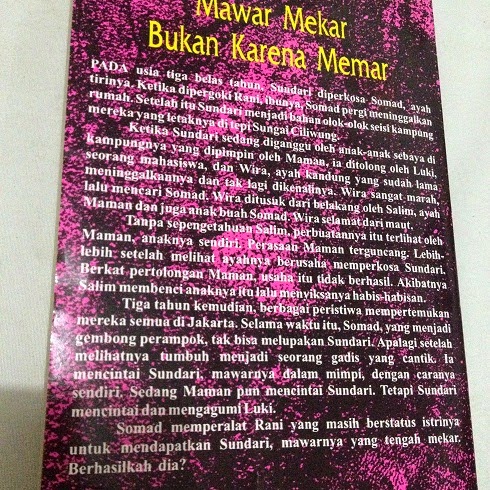 Mawar Mekar
Bukan Karena Memar
PADA usia tiga belas tahun, Sundari diperkosa Somad, ayah
tirinya. Ketika dipergoki Rani, ibunya, Somad pergi meninggalkan
rumah. Setelah itu Sundari menjadi bahan olok-olok seisi kampung
mereka yang letaknya di tepi Sungai Ciliwung.
Ketika Sundari sedang diganggu oleh anak-anak sebaya di
kampungnya yang dipimpin oleh Maman, ia ditolong oleh Luki,
seorang mahasiswa, dan Wira, ayah kandung yang sudah lama
meninggalkannya dan tak lagi dikenalnya. Wira sangat marah,
lalu mencari Somad. Wira ditusuk dari belakang oleh Salim, ayah
Maman dan juga anak buah Somad. Wira selamat dari maut.
Tanpa sepengetahuan Salim, perbuatannya itu terlihat oleh
Maman, anaknya sendiri. Perasaan Maman terguncang. Lebih-
lebih setelah melihat ayahnya berusaha memperkosa Sundari.
Berkat pertolongan Maman, usaha itu tidak berhasil. Akibatnya
Salim membenci anaknya itu lalu menyiksanya habis-habisan.
Tiga tahun kemudian, berbagai peristiwa mempertemukan
mereka semua di Jakarta. Selama waktu itu, Somad, yang menjadi
gembong perampok, tak bisa melupakan Sundari. Apalagi setelah
melihatnya tumbuh menjadi seorang gadis yang cantik. Ia
mencintai Sundari, mawarnya dalam mimpi, dengan caranya
sendiri. Sedang Maman pun mencintai Sundari. Tetapi Sundari
mencintai dan mengagumi Luki.
Somad memperalat Rani yang masih berstatus istrinya
untuk mendapatkan Sundari, mawarnya yang tengah mekar.
Berhasilkah dia?